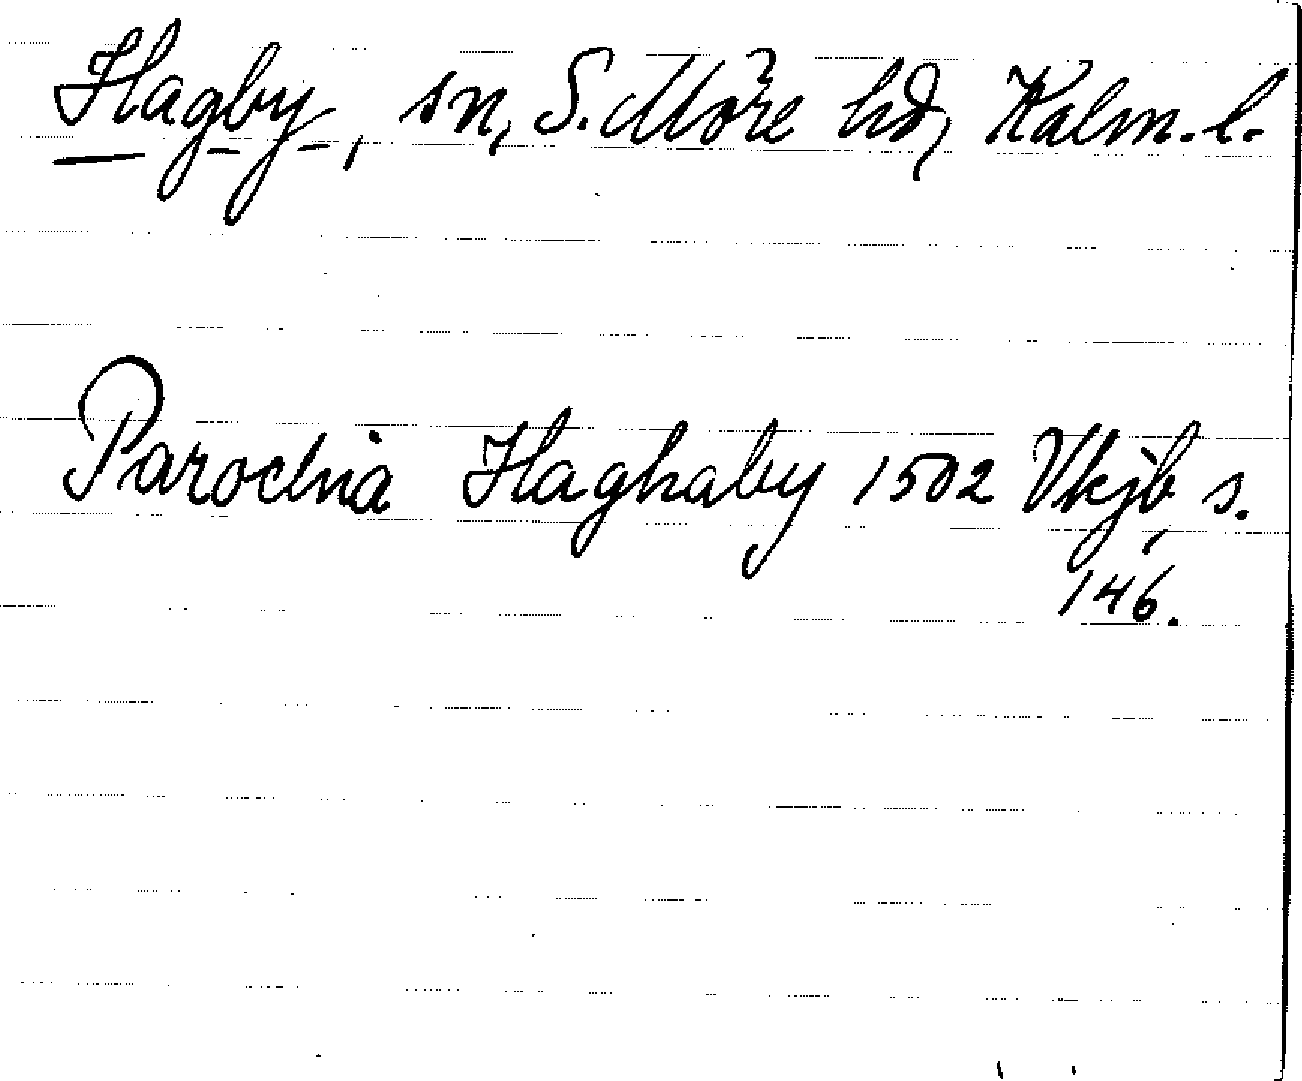 Hagby, sn, S. Möre hd, Kalm. l.
Parochia Haghaby 1502 Vkjb, s.
146.